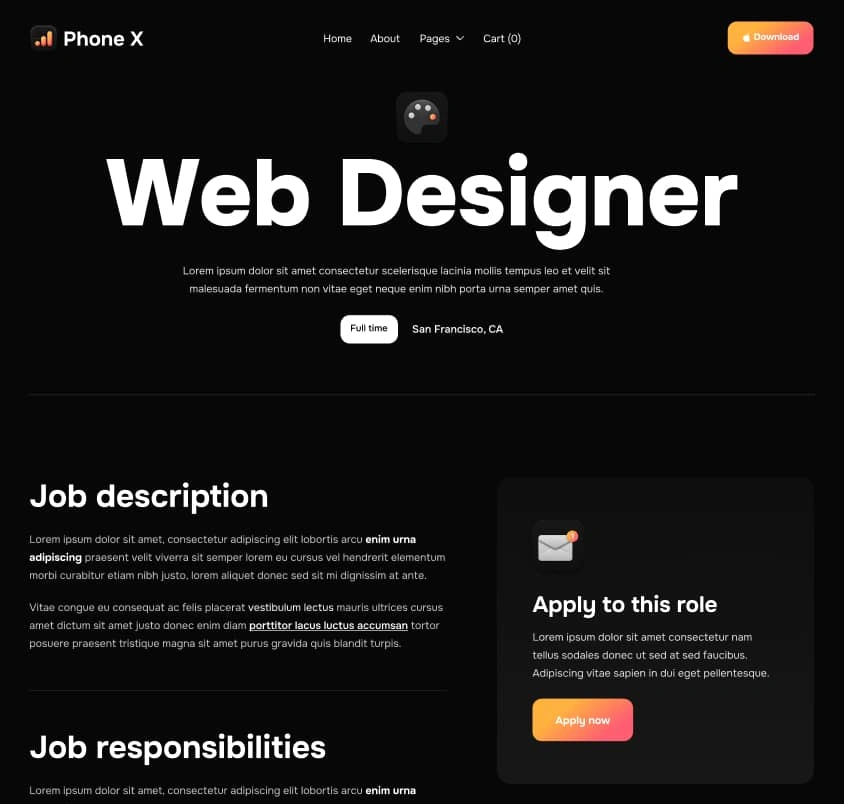 Phone X
Home
About
Pages
Cart (0)
Download
Web Designer
Lorem ipsum dolor sit amet consectetur scelerisque lacinia mollis tempus leo et velit sit
malesuada fermentum non vitae eget neque enim nibh porta urna semper amet quis.
Full time
San Francisco, CA
Job description
Lorem ipsum dolor sit amet, consectetur adipiscing elit lobortis arcu enim urna
adipiscing praesent velit viverra sit semper lorem eu cursus vel hendrerit elementum
morbi curabitur etiam nibh justo, lorem aliquet donec sed sit mi dignissim at ante.
Vitae congue eu consequat ac felis placerat vestibulum lectus mauris ultrices cursus
amet dictum sit amet justo donec enim diam porttitor lacus luctus accumsan tortor
posuere praesent tristique magna sit amet purus gravida quis blandit turpis.
Job responsibilities
Lorem ipsum dolor sit amet, consectetur adipiscing elit lobortis arcu enim urna
Apply to this role
Lorem ipsum dolor sit amet consectetur nam
tellus sodales donec ut sed at sed faucibus.
Adipiscing vitae sapien in dui eget pellentesque.
Apply now